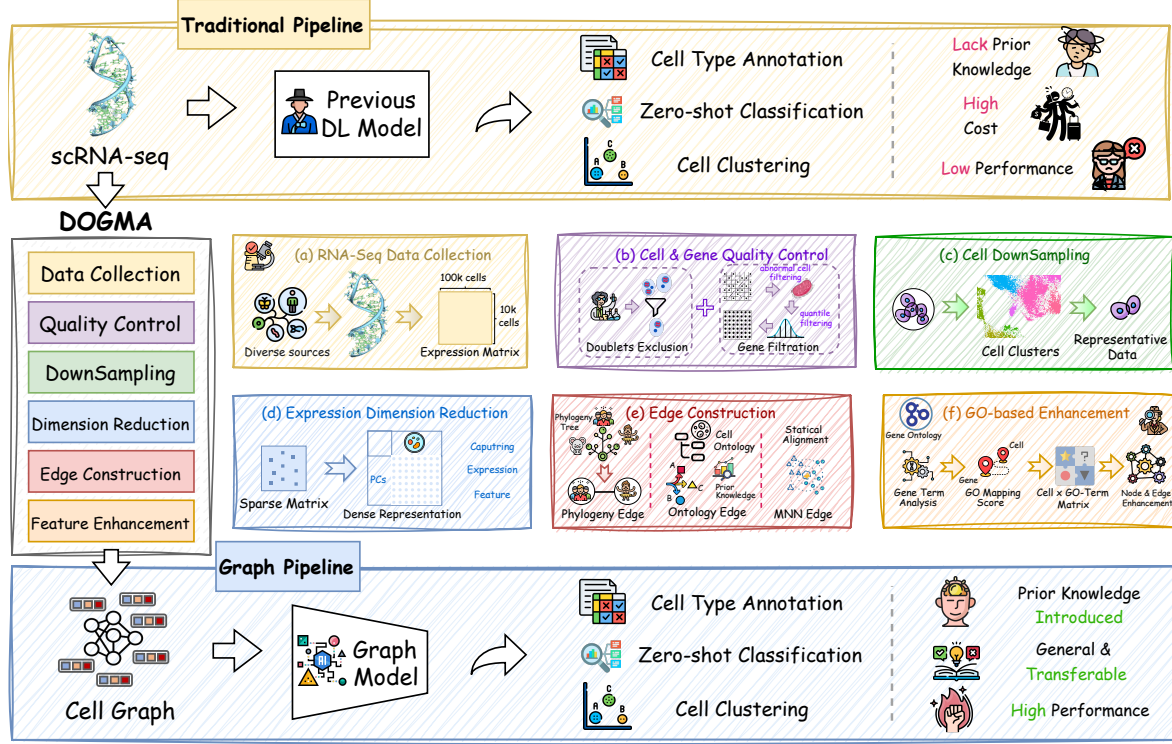 Traditional Pipeline
scRNA-seq
Previous
DL Model
Cell Type Annotation
Zero-shot Classification
A
C
B
Cell Clustering
Lack Prior
Knowledge
High
Cost
Low Performance
DOGMA
Data Collection
Quality Control
DownSampling
Dimension Reduction
Edge Construction
Feature Enhancement
(a) RNA-Seq Data Collection
100k cells
10k
cells
Diverse sources
Expression Matrix
(b) Cell & Gene Quality Control
abnormal cell
filtering
quantile
filtering
Doublets Exclusion
Gene Filtration
(c) Cell DownSampling
Cell Clusters
Representative
Data
(d) Expression Dimension Reduction
PCs
Caputring
Expression
Feature
Sparse Matrix
Dense Representation
(e) Edge Construction
Phylogeny
Tree
Phylogeny Edge
Cell
Ontology
A
B
C
Prior
Knowledge
Ontology Edge
Statical
Alignment
MNN Edge
(f) GO-based Enhancement
Gene Ontology
Gene Term
Analysis
Cell
Gene
GO Mapping
Score
Cell x GO-Term
Matrix
Node & Edge
Enhancement
Graph Pipeline
Cell Graph
AI
Graph
Model
Cell Type Annotation
Zero-shot Classification
A
C
B
Cell Clustering
Prior Knowledge
Introduced
General &
Transferable
High Performance